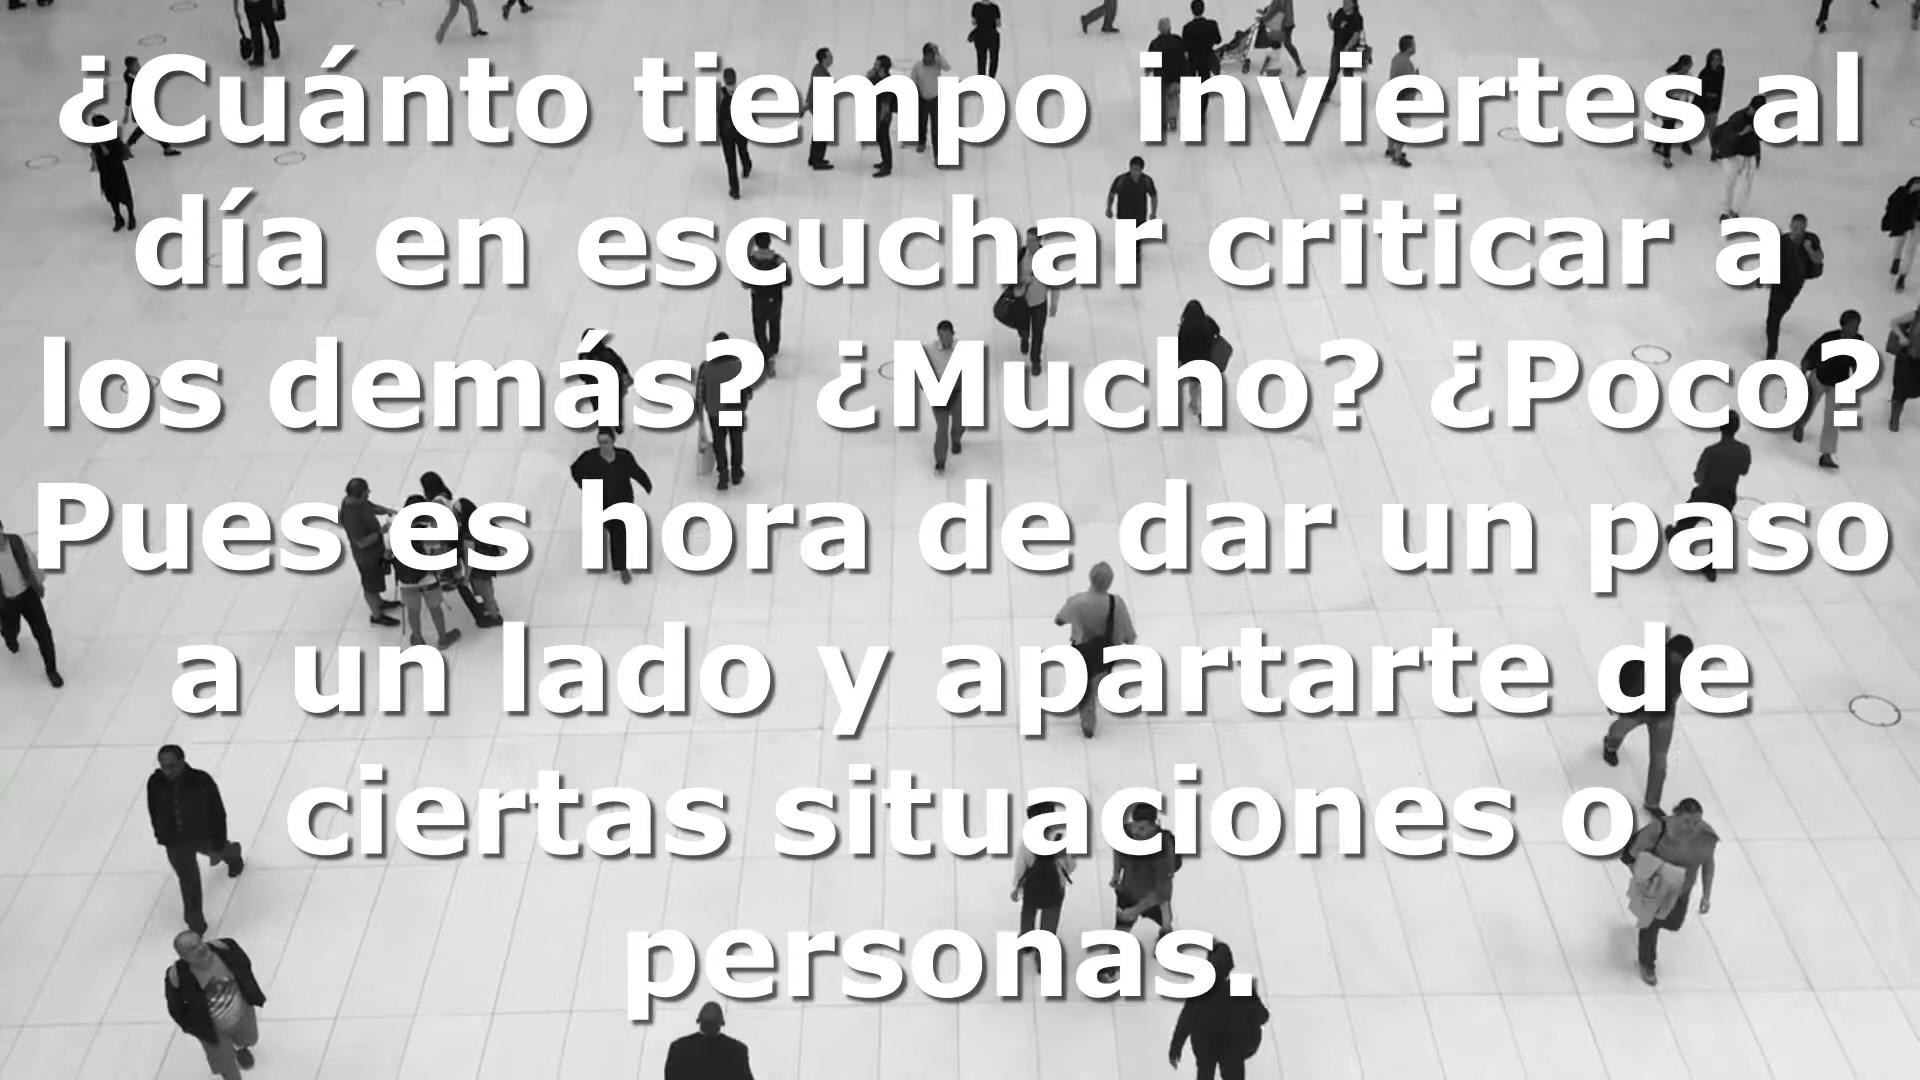 ¿Cuánto tiempo inviertes al
día en escuchar criticar a
los demás? ¿Mucho? ¿Poco?
Pues es hora de dar un paso
a un lado y apartarte de
ciertas situaciones o
personas.